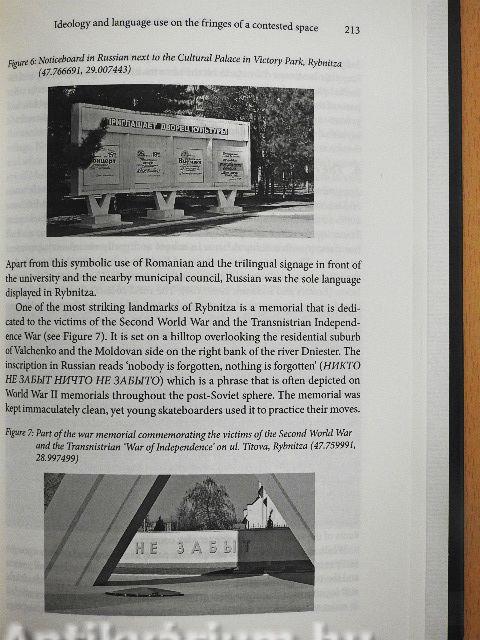 Ideology and language use on the fringes of a contested space 213
Figure 6: Noticeboard in Russian next to the Cultural Palace in Victory Park, Rybnitza
(47.766691, 29.007443)
ПРИГЛАШАЕТ ДВОРЕЦ КУЛЬТУРЫ
Концерт
Apart from this symbolic use of Romanian and the trilingual signage in front of
the university and the nearby municipal council, Russian was the sole language
displayed in Rybnitza.
One of the most striking landmarks of Rybnitza is a memorial that is dedi-
cated to the victims of the Second World War and the Transnistrian Independ-
ence War (see Figure 7). It is set on a hilltop overlooking the residential suburb
of Valchenko and the Moldovan side on the right bank of the river Dniester. The
inscription in Russian reads 'nobody is forgotten, nothing is forgotten' (НИКТО
НЕ ЗАБЫТ НИЧТО НЕ ЗАБЫТО) which is a phrase that is often depicted on
World War II memorials throughout the post-Soviet sphere. The memorial was
kept immaculately clean, yet young skateboarders used it to practice their moves.
Figure 7: Part of the war memorial commemorating the victims of the Second World War
and the Transnistrian 'War of Independence' on ul. Titova, Rybnitza (47.759991,
28.997499)
НЕ ЗАБЫТ
Antikvárium.hu